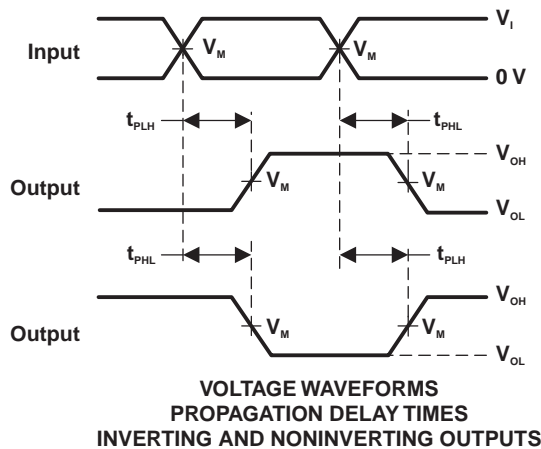 V_I
Input V_M V_M
0 V
t_PLH t_PHL
V_OH
Output V_M V_M
V_OL
t_PHL t_PLH
V_OH
Output V_M V_M
V_OL
VOLTAGE WAVEFORMS
PROPAGATION DELAY TIMES
INVERTING AND NONINVERTING OUTPUTS